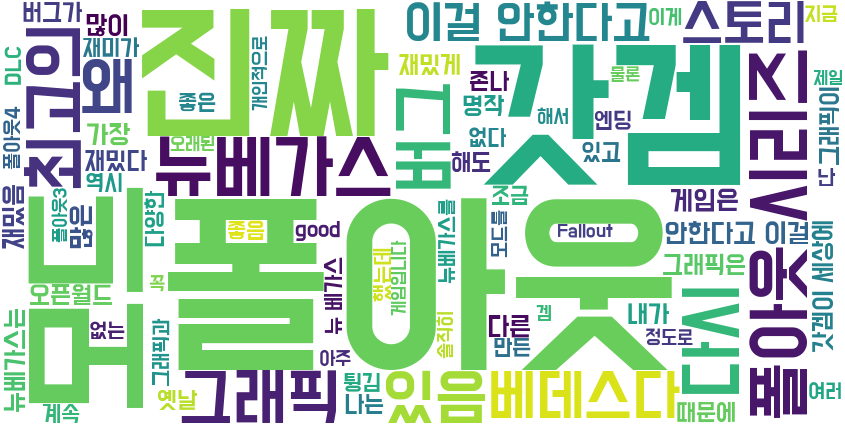 버그가
많이
재미가
DLC
최고의
왜
진짜
좋은
개인적으로
이걸 안한다고
이게
스토리
지금
재밌게
존나
명작
갓겜
물론
해서
엔딩
없다
있고
해도
버그
시리즈
제일
그래픽이
난
폴아웃4
가장
재밌다
역시
오래된
뉴베가스
재밌음
폴아웃3
많은
다양한
모드
폴아웃
좋음
good
뉴 베가스
했는데
쏙
게임입니다
뉴베가스를
조금
모드를
Fallout
게임은
안한다고 이걸
그래픽은
갓겜이 세상에
오픈월드
꼭
없는
그래픽과
뉴베가스는
계속
옛날
그래픽
아주
튕김
나는
있음
솔직히
다른
만든
겜
내가
정도로
베데스다
근데
때문에
폴아웃
여러